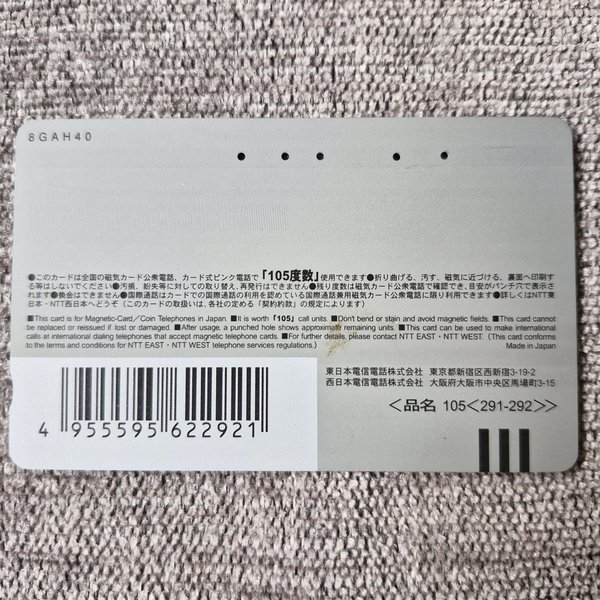 8GAH40
●このカードは全国の磁気カード公衆電話、カード式ピンク電話で「105度数」使用できます●折り曲げる、汚す、磁気に近づける、裏面へ印刷す
る等はしないでください●汚損、紛失等に対しての取り替え、再発行はできません●残り度数は磁気カード公衆電話で確認でき、目安がパンチ穴で表示さ
れます●換金はできません●国際通話はカードでの国際通話の利用を認めている国際通話兼用磁気カード公衆電話に限り利用できます●詳しくはNTT東
日本・NTT西日本へどうぞ(このカードの取扱いは、各社の定める「契約約款」の規定によります)
■This card is for Magnetic-Card/Coin Telephones in Japan. ■It is worth「105」call units. ■Don't bend or stain and avoid magnetic fields. ■This card cannot
be replaced or reissued if lost or damaged. ■After usage, a punched hole shows approximate remaining units. ■This card can be used to make international
calls at international dialing telephones that accept magnetic telephone cards. ■For further details, please contact NTT EAST・NTT WEST. (This card conforms
to the terms and conditions for NTT EAST・NTT WEST telephone services regulations.) Made in Japan
東日本電信電話株式会社 東京都新宿区西新宿3-19-2
西日本電信電話株式会社 大阪府大阪市中央区馬場町3-15
<品名 105<291-292>>
4 955595 622921